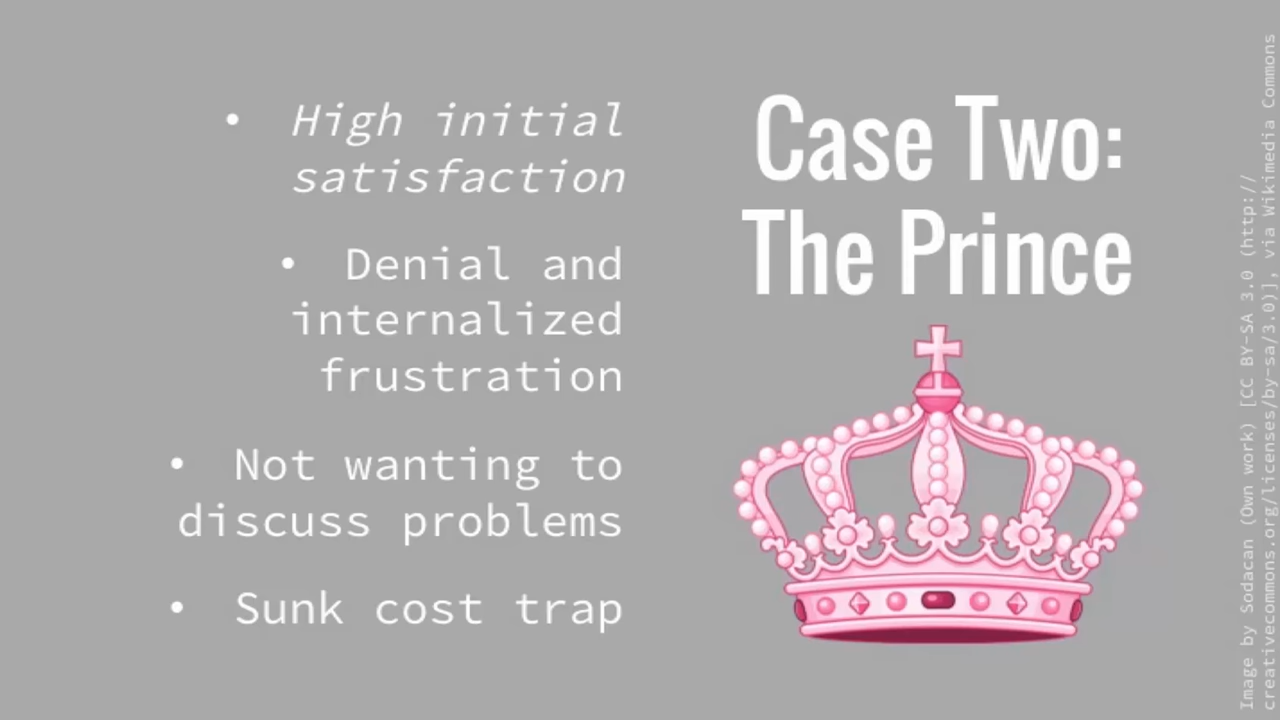 Case Two:
The Prince
• High initial
satisfaction
• Denial and
internalized
frustration
• Not wanting to
discuss problems
• Sunk cost trap
Image by Sodacan (Own work) [CC BY-SA 3.0 (http://
creativecommons.org/licenses/by-sa/3.0)], via Wikimedia Commons